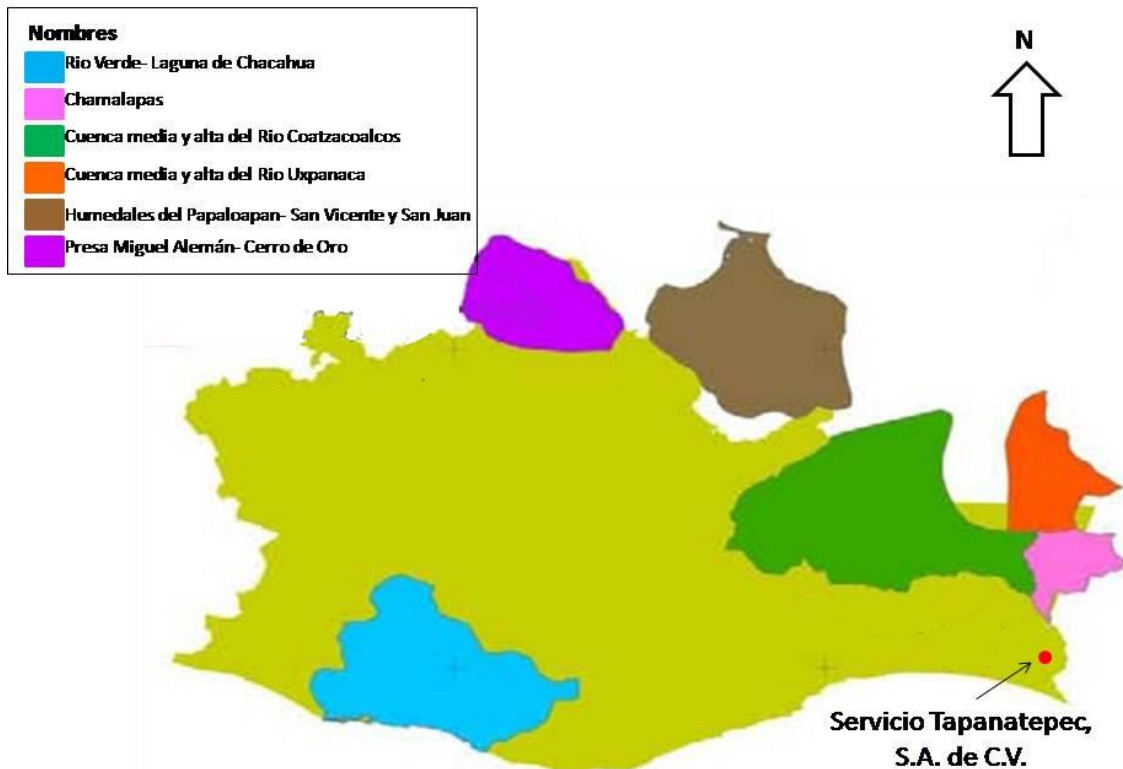 Nombres
Rio Verde- Laguna de Chacahua
Chamalapas
Cuenca media y alta del Rio Coatzacoalcos
Cuenca media y alta del Rio Uxpanaca
Humedales del Papaloapan- San Vicente y San Juan
Presa Miguel Alemán- Cerro de Oro
N
Servicio Tapanatepec,
S.A. de C.V.